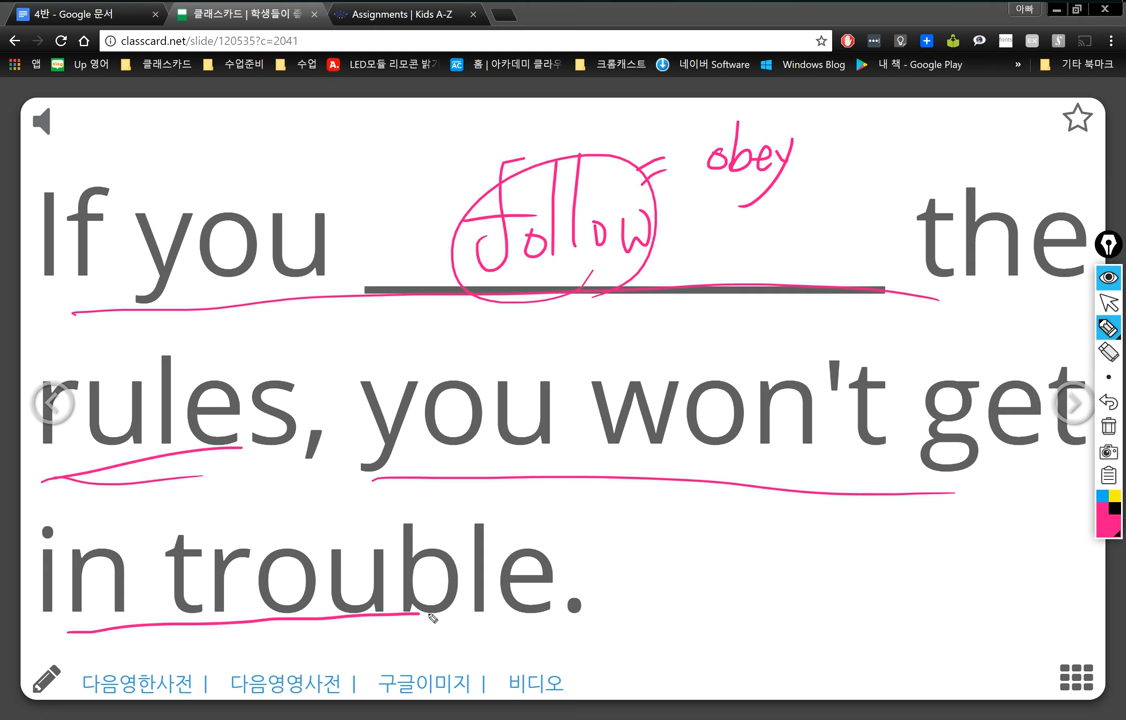 4반 - Google 문서
클래스카드 | 학생들이 클
Assignments | Kids A-Z
아빠
classcard.net/slide/120535?c=2041
앱 Up 영어 클래스카드 수업준비 수업 LED모듈 리모콘 밝기 홈 | 아카데미 클라우 크롬캐스트 네이버 Software Windows Blog 내 책 - Google Play » 기타 북마크
obey
If you follow the
rules, you won't get
in trouble.
다음영한사전 | 다음영영사전 | 구글이미지 | 비디오